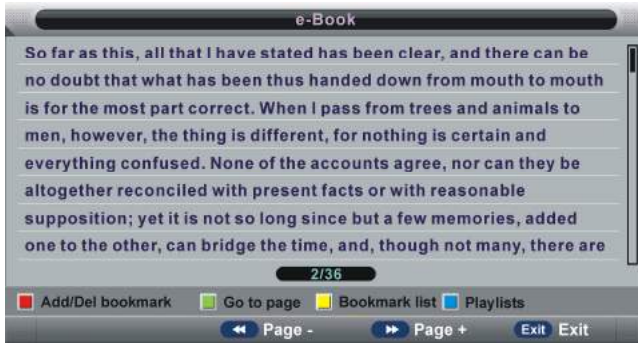 e-Book
So far as this, all that I have stated has been clear, and there can be
no doubt that what has been thus handed down from mouth to mouth
is for the most part correct. When I pass from trees and animals to
men, however, the thing is different, for nothing is certain and
everything confused. None of the accounts agree, nor can they be
altogether reconciled with present facts or with reasonable
supposition; yet it is not so long since but a few memories, added
one to the other, can bridge the time, and, though not many, there are
2/36
Add/Del bookmark Go to page Bookmark list Playlists
Page - Page + Exit Exit